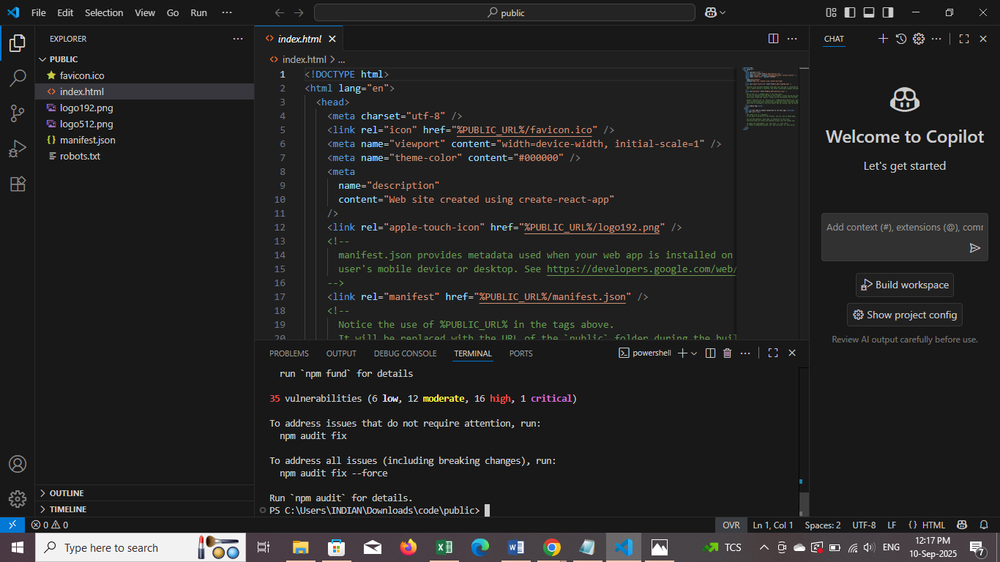 File Edit Selection View Go Run ···
public
EXPLORER
PUBLIC
favicon.ico
index.html
logo192.png
logo512.png
manifest.json
robots.txt
OUTLINE
TIMELINE
index.html
index.html > ...
1 <!DOCTYPE html>
2 <html lang="en">
3 <head>
4 <meta charset="utf-8" />
5 <link rel="icon" href="%PUBLIC_URL%/favicon.ico" />
6 <meta name="viewport" content="width=device-width, initial-scale=1" />
7 <meta name="theme-color" content="#000000" />
8 <meta
9 name="description"
10 content="Web site created using create-react-app"
11 />
12 <link rel="apple-touch-icon" href="%PUBLIC_URL%/logo192.png" />
13 <!--
14 manifest.json provides metadata used when your web app is installed on
15 user's mobile device or desktop. See https://developers.google.com/web/
16 -->
17 <link rel="manifest" href="%PUBLIC_URL%/manifest.json" />
18 <!--
19 Notice the use of %PUBLIC_URL% in the tags above.
20 It will be replaced with the URL of the `public` folder during the buil
PROBLEMS OUTPUT DEBUG CONSOLE TERMINAL PORTS
powershell
run `npm fund` for details
35 vulnerabilities (6 low, 12 moderate, 16 high, 1 critical)
To address issues that do not require attention, run:
npm audit fix
To address all issues (including breaking changes), run:
npm audit fix --force
Run `npm audit` for details.
PS C:\Users\INDIAN\Downloads\code\public>
CHAT
Welcome to Copilot
Let's get started
Add context (#), extensions (@), comm
Build workspace
Show project config
Review AI output carefully before use.
0 0
OVR Ln 1, Col 1 Spaces: 2 UTF-8 LF {} HTML
Type here to search
TCS
ENG
12:17 PM
10-Sep-2025
7